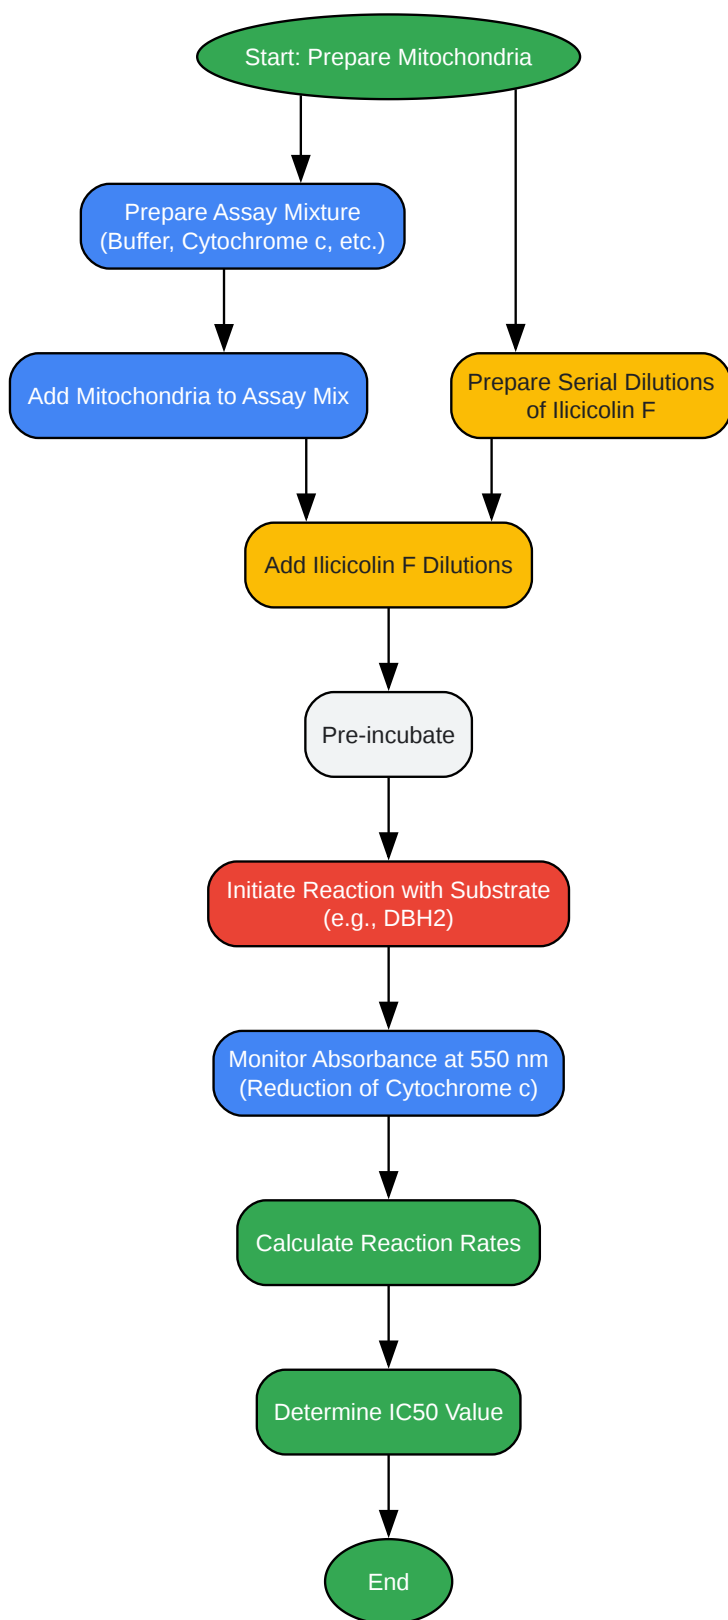 Start: Prepare Mitochondria
Prepare Assay Mixture
(Buffer, Cytochrome c, etc.)
Add Mitochondria to Assay Mix
Prepare Serial Dilutions
of Ilicicolin F
Add Ilicicolin F Dilutions
Pre-incubate
Initiate Reaction with Substrate
(e.g., DBH2)
Monitor Absorbance at 550 nm
(Reduction of Cytochrome c)
Calculate Reaction Rates
Determine IC50 Value
End